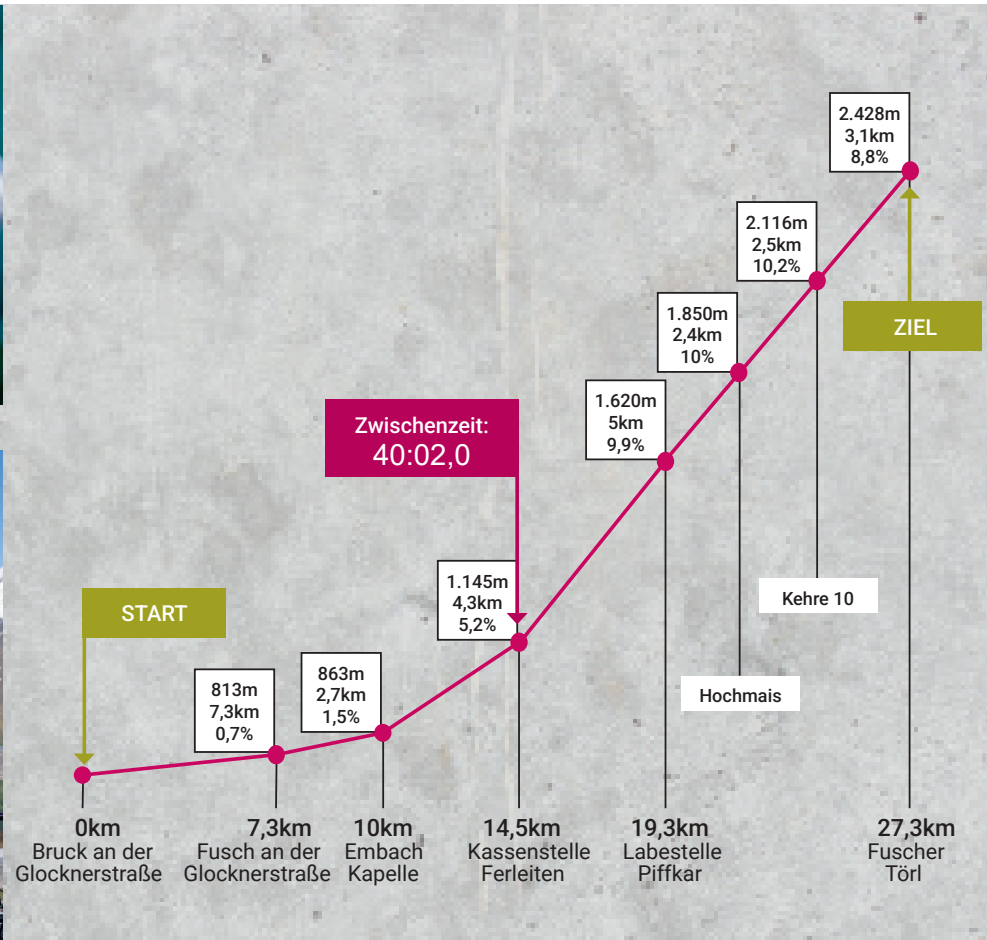 2.428m
3,1km
8,8%
2.116m
2,5km
10,2%
ZIEL
1.850m
2,4km
10%
1.620m
5km
9,9%
Zwischenzeit:
40:02,0
1.145m
4,3km
5,2%
START
Kehre 10
863m
2,7km
1,5%
813m
7,3km
0,7%
Hochmais
0km
Bruck an der
Glocknerstraße
7,3km
Fusch an der
Glocknerstraße
10km
Embach
Kapelle
14,5km
Kassenstelle
Ferleiten
19,3km
Labestelle
Piffkar
27,3km
Fuscher
Törl